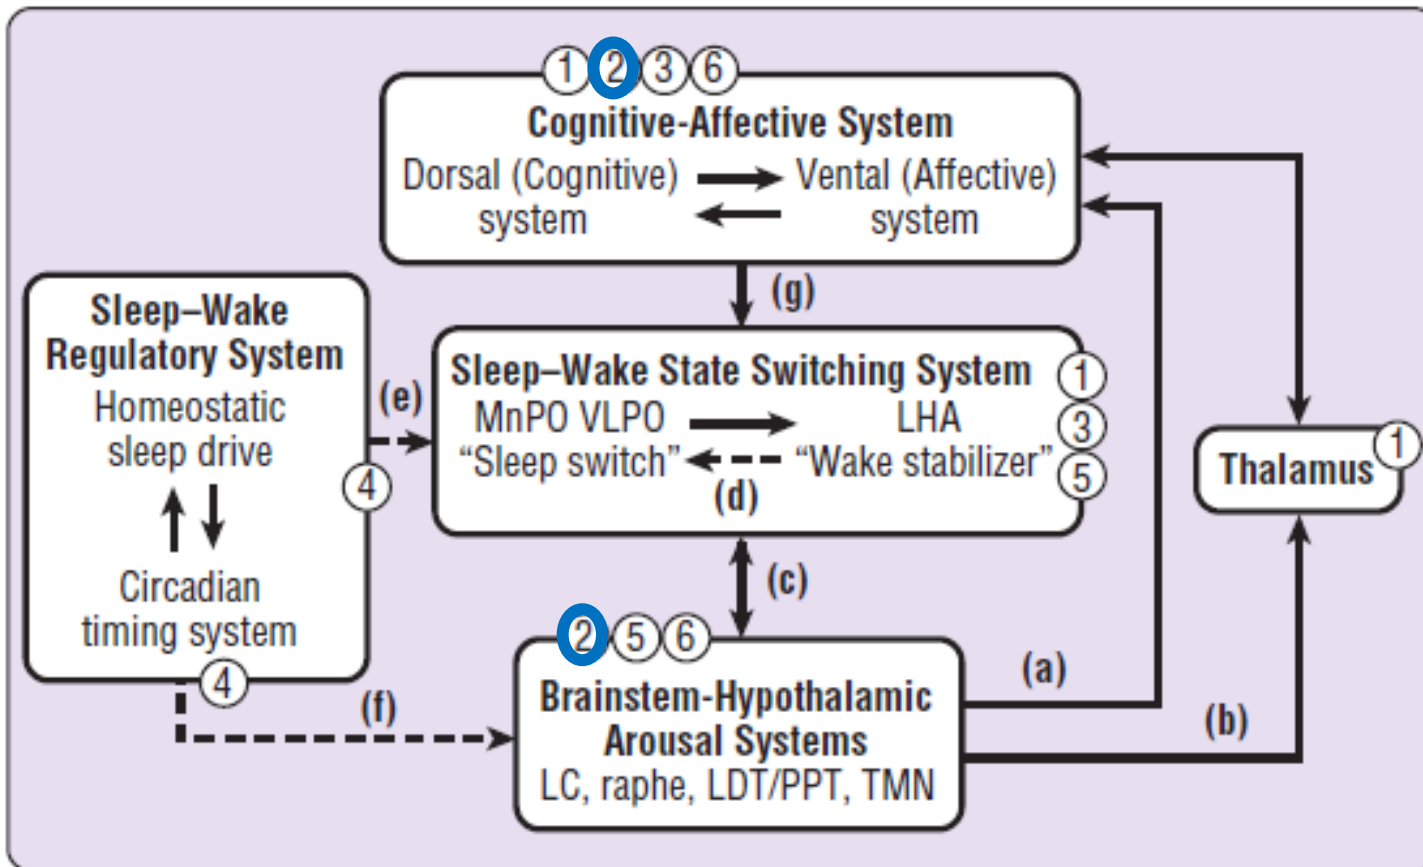 1 2 3 6
Cognitive-Affective System
Dorsal (Cognitive) Vental (Affective)
system system
(g)
Sleep–Wake
Regulatory System
Homeostatic
sleep drive
Circadian
timing system
4
4
(e)
(f)
Sleep–Wake State Switching System
MnPO VLPO LHA
“Sleep switch” “Wake stabilizer”
(d)
1
3
5
(c)
2 5 6
Brainstem-Hypothalamic
Arousal Systems
LC, raphe, LDT/PPT, TMN
(a)
(b)
Thalamus
1